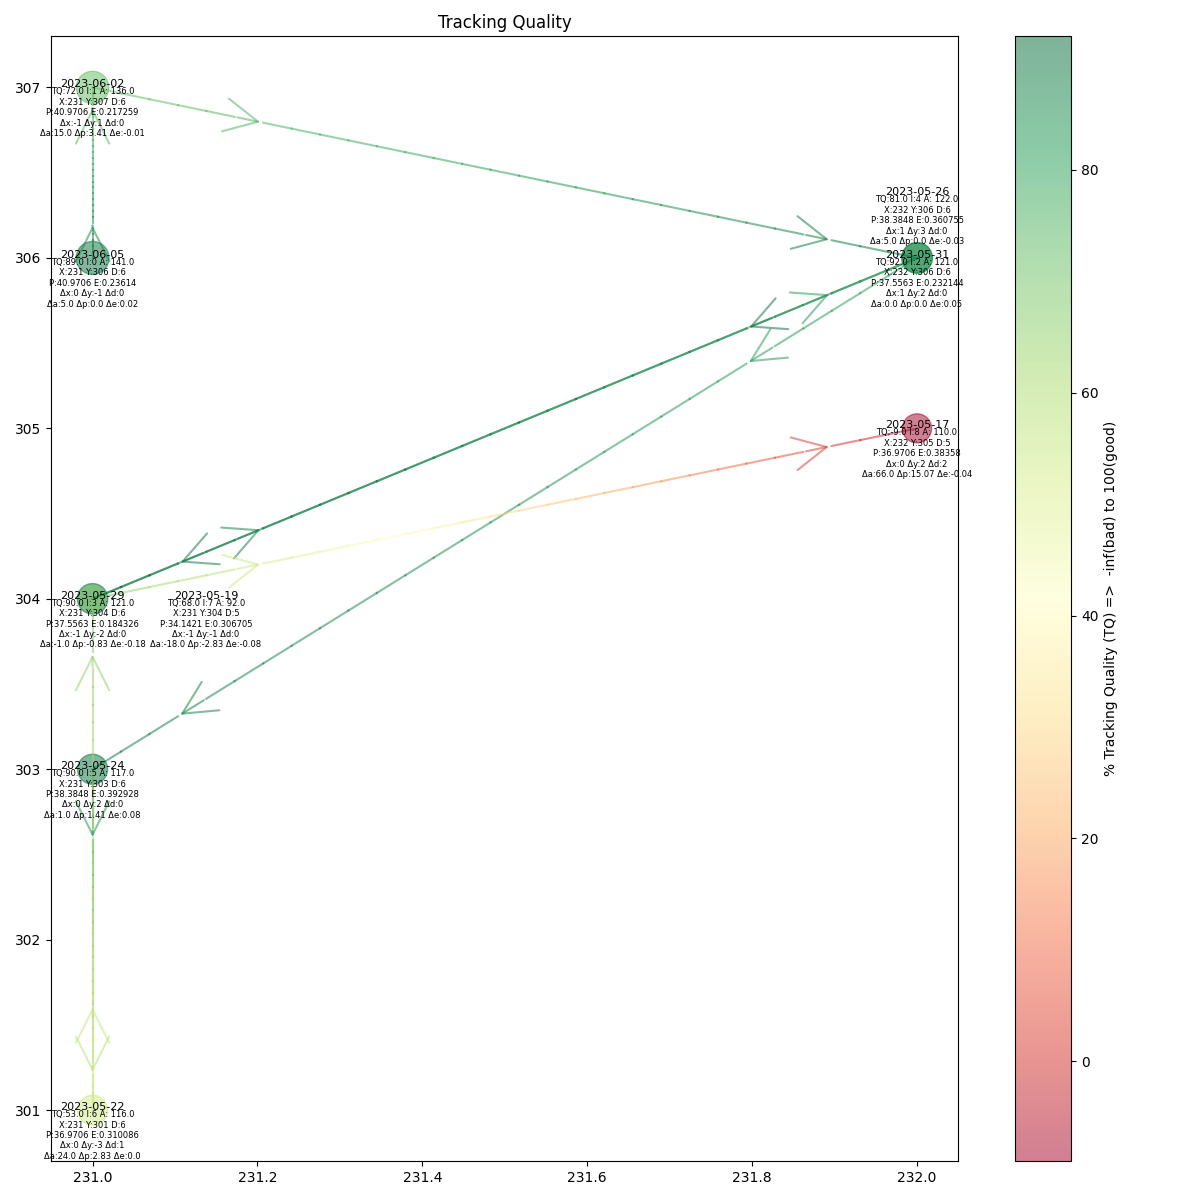 Tracking Quality
307
306
305
304
303
302
301
231.0
231.2
231.4
231.6
231.8
232.0
2023-06-02
TQ:72.0 I:1 A: 136.0
X:231 Y:307 D:6
P:40.9706 E:0.217259
Δx:-1 Δy:1 Δd:0
Δa:15.0 Δp:3.41 Δe:-0.01
2023-05-26
TQ:81.0 I:4 A: 122.0
X:232 Y:306 D:6
P:38.3848 E:0.360755
Δx:1 Δy:3 Δd:0
Δa:5.0 Δp:0.0 Δe:-0.03
2023-06-05
TQ:89.0 I:0 A: 141.0
X:231 Y:306 D:6
P:40.9706 E:0.23614
Δx:0 Δy:-1 Δd:0
Δa:5.0 Δp:0.0 Δe:0.02
2023-05-31
TQ:92.0 I:2 A: 121.0
X:232 Y:306 D:6
P:37.5563 E:0.232144
Δx:1 Δy:2 Δd:0
Δa:0.0 Δp:0.0 Δe:0.05
2023-05-17
TQ:-9.0 I:8 A: 110.0
X:232 Y:305 D:5
P:36.9706 E:0.38358
Δx:0 Δy:2 Δd:2
Δa:66.0 Δp:15.07 Δe:-0.04
2023-05-29
TQ:90.0 I:3 A: 121.0
X:231 Y:304 D:6
P:37.5563 E:0.184326
Δx:-1 Δy:-2 Δd:0
Δa:-1.0 Δp:-0.83 Δe:-0.18
2023-05-19
TQ:68.0 I:7 A: 92.0
X:231 Y:304 D:5
P:34.1421 E:0.306705
Δx:-1 Δy:-1 Δd:0
Δa:-18.0 Δp:-2.83 Δe:-0.08
2023-05-24
TQ:90.0 I:5 A: 117.0
X:231 Y:303 D:6
P:38.3848 E:0.392928
Δx:0 Δy:2 Δd:0
Δa:1.0 Δp:1.41 Δe:0.08
2023-05-22
TQ:53.0 I:6 A: 116.0
X:231 Y:301 D:6
P:36.9706 E:0.310086
Δx:0 Δy:-3 Δd:1
Δa:24.0 Δp:2.83 Δe:0.0
80
60
40
20
0
% Tracking Quality (TQ) =>  -inf(bad) to 100(good)